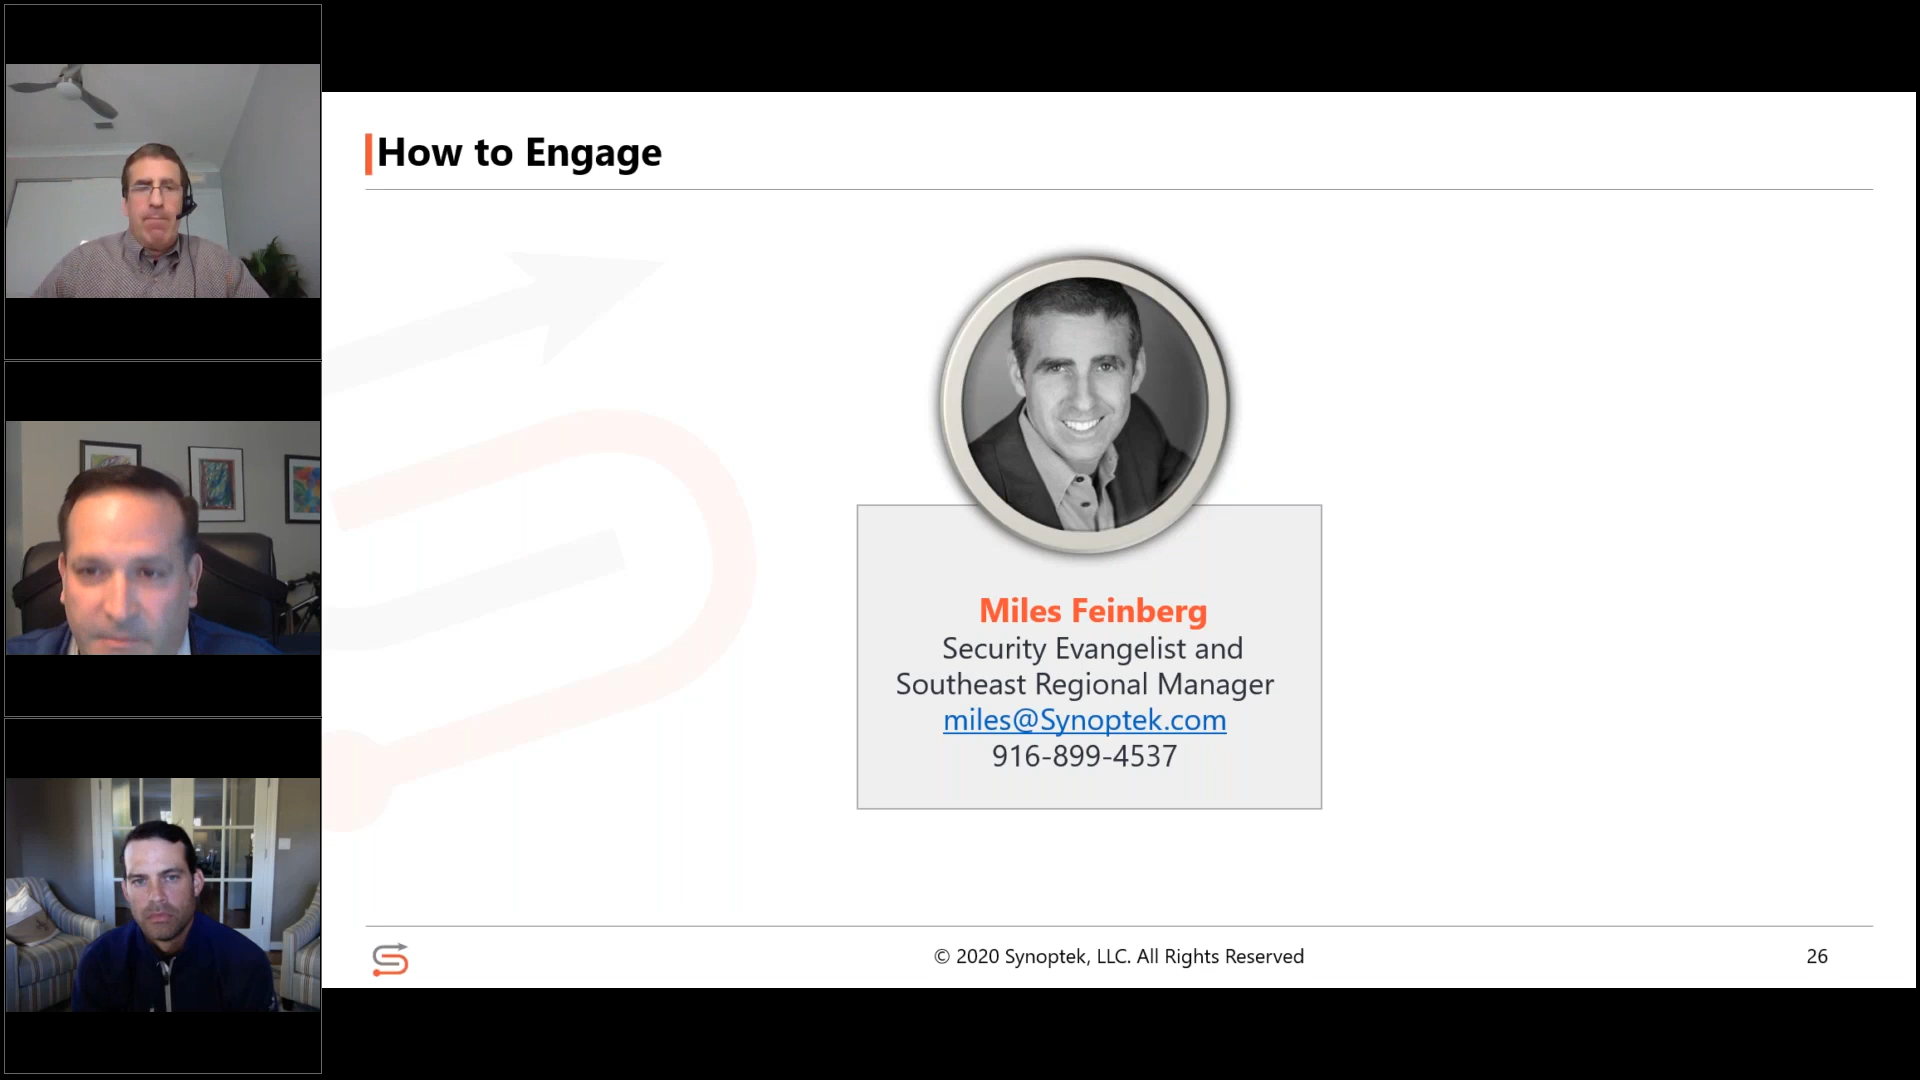 How to Engage
Miles Feinberg
Security Evangelist and
Southeast Regional Manager
miles@Synoptek.com
916-899-4537
© 2020 Synoptek, LLC. All Rights Reserved
26